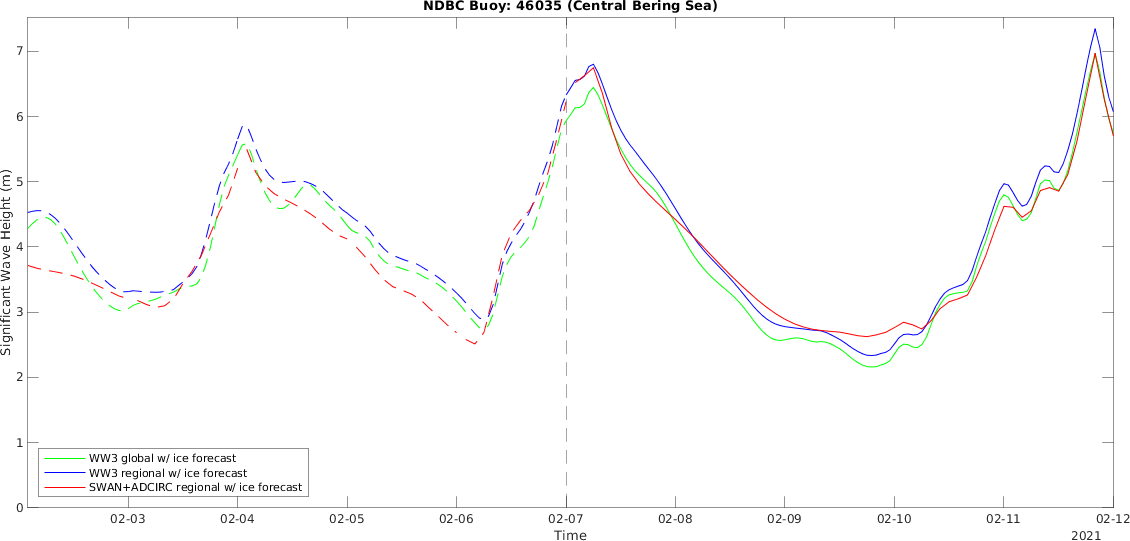 NDBC Buoy: 46035 (Central Bering Sea)
Significant Wave Height (m)
7
6
5
4
3
2
1
0
WW3 global w/ ice forecast
WW3 regional w/ ice forecast
SWAN+ADCIRC regional w/ ice forecast
02-03 02-04 02-05 02-06 02-07 02-08 02-09 02-10 02-11 02-12
Time
2021